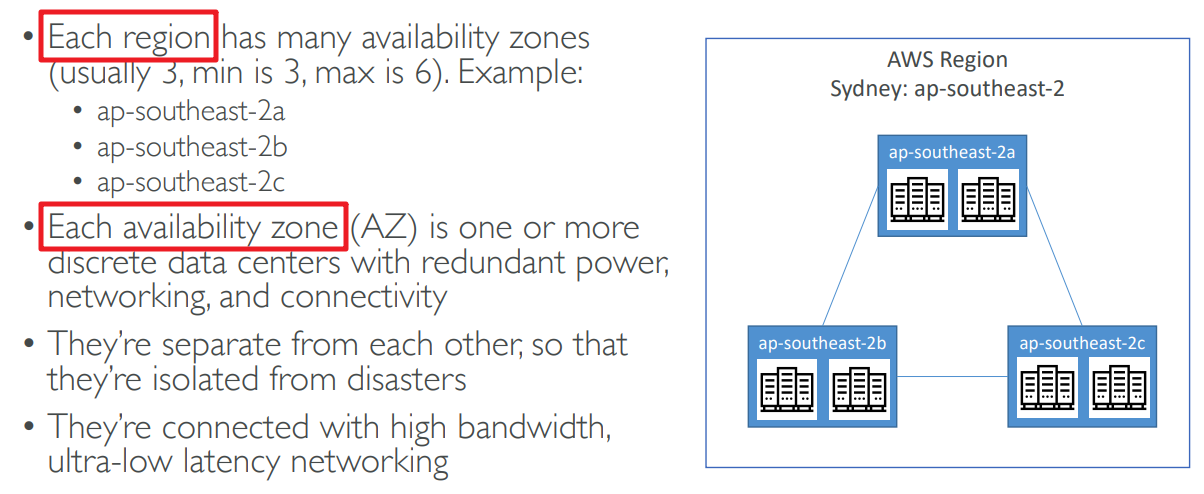 • Each region has many availability zones
(usually 3, min is 3, max is 6). Example:
• ap-southeast-2a
• ap-southeast-2b
• ap-southeast-2c
• Each availability zone (AZ) is one or more
discrete data centers with redundant power,
networking, and connectivity
• They’re separate from each other, so that
they’re isolated from disasters
• They’re connected with high bandwidth,
ultra-low latency networking
AWS Region
Sydney: ap-southeast-2
ap-southeast-2a
ap-southeast-2b
ap-southeast-2c